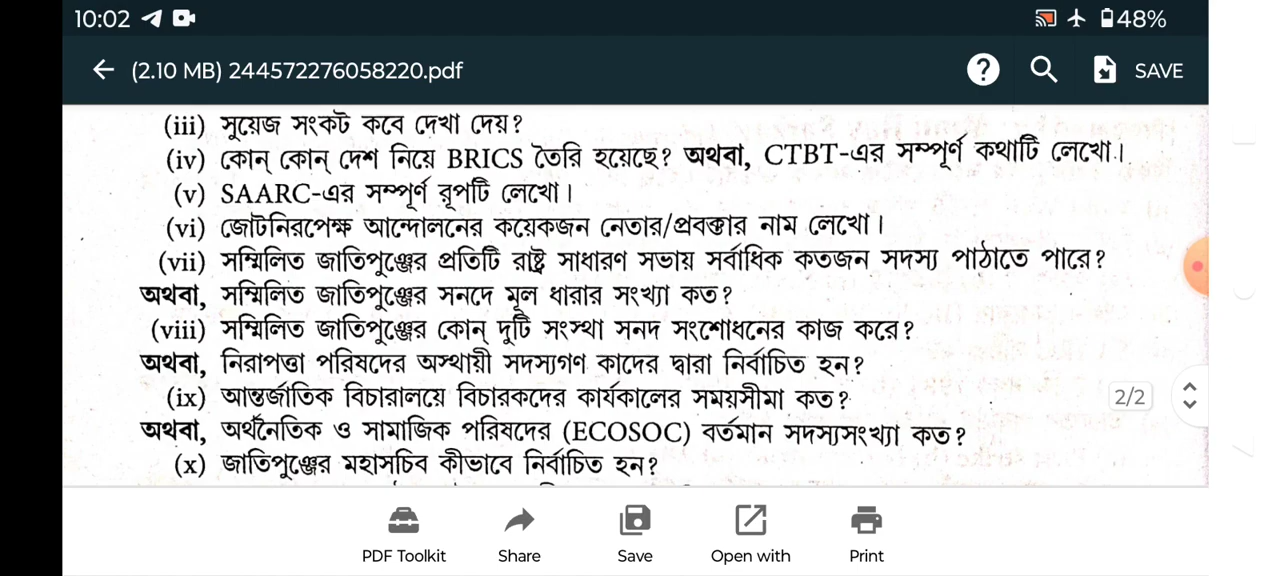 10:02 48%
(2.10 MB) 244572276058220.pdf SAVE
(iii) সুয়েজ সংকট কবে দেখা দেয়?
(iv) কোন্ কোন্ দেশ নিয়ে BRICS তৈরি হয়েছে? অথবা, CTBT-এর সম্পূর্ণ কথাটি লেখো।
(v) SAARC-এর সম্পূর্ণ রূপটি লেখো।
(vi) জোটনিরপেক্ষ আন্দোলনের কয়েকজন নেতার/প্রবক্তার নাম লেখো।
(vii) সম্মিলিত জাতিপুঞ্জের প্রতিটি রাষ্ট্র সাধারণ সভায় সর্বাধিক কতজন সদস্য পাঠাতে পারে?
অথবা, সম্মিলিত জাতিপুঞ্জের সনদে মূল ধারার সংখ্যা কত?
(viii) সম্মিলিত জাতিপুঞ্জের কোন্ দুটি সংস্থা সনদ সংশোধনের কাজ করে?
অথবা, নিরাপত্তা পরিষদের অস্থায়ী সদস্যগণ কাদের দ্বারা নির্বাচিত হন?
(ix) আন্তর্জাতিক বিচারালয়ে বিচারকদের কার্যকালের সময়সীমা কত?
2/2
অথবা, অর্থনৈতিক ও সামাজিক পরিষদের (ECOSOC) বর্তমান সদস্যসংখ্যা কত?
(x) জাতিপুঞ্জের মহাসচিব কীভাবে নির্বাচিত হন?
PDF Toolkit Share Save Open with Print